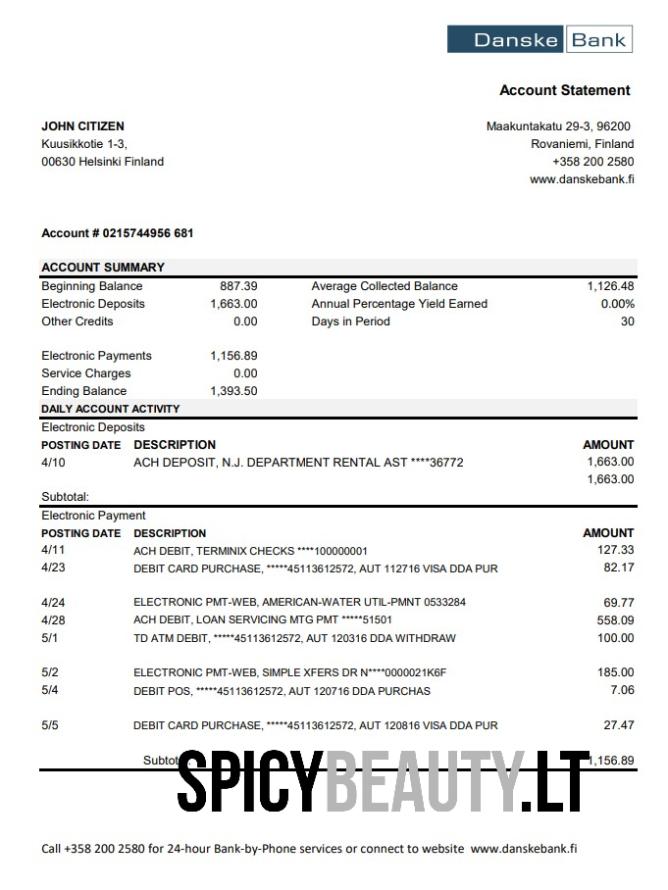 Danske Bank
Account Statement
JOHN CITIZEN
Kuusikkotie 1-3,
00630 Helsinki Finland
Maakuntakatu 29-3, 96200
Rovaniemi, Finland
+358 200 2580
www.danskebank.fi
Account # 0215744956 681
ACCOUNT SUMMARY
Beginning Balance 887.39 Average Collected Balance 1,126.48
Electronic Deposits 1,663.00 Annual Percentage Yield Earned 0.00%
Other Credits 0.00 Days in Period 30
Electronic Payments 1,156.89
Service Charges 0.00
Ending Balance 1,393.50
DAILY ACCOUNT ACTIVITY
Electronic Deposits
POSTING DATE DESCRIPTION AMOUNT
4/10 ACH DEPOSIT, N.J. DEPARTMENT RENTAL AST ****36772 1,663.00
1,663.00
Subtotal:
Electronic Payment
POSTING DATE DESCRIPTION AMOUNT
4/11 ACH DEBIT, TERMINIX CHECKS ****100000001 127.33
4/23 DEBIT CARD PURCHASE, *****45113612572, AUT 112716 VISA DDA PUR 82.17
4/24 ELECTRONIC PMT-WEB, AMERICAN-WATER UTIL-PMNT 0533284 69.77
4/28 ACH DEBIT, LOAN SERVICING MTG PMT *****51501 558.09
5/1 TD ATM DEBIT, *****45113612572, AUT 120316 DDA WITHDRAW 100.00
5/2 ELECTRONIC PMT-WEB, SIMPLE XFERS DR N****0000021K6F 185.00
5/4 DEBIT POS, *****45113612572, AUT 120716 DDA PURCHAS 7.06
5/5 DEBIT CARD PURCHASE, *****45113612572, AUT 120816 VISA DDA PUR 27.47
1,156.89
SPICYBEAUTY.LT
Call +358 200 2580 for 24-hour Bank-by-Phone services or connect to website www.danskebank.fi